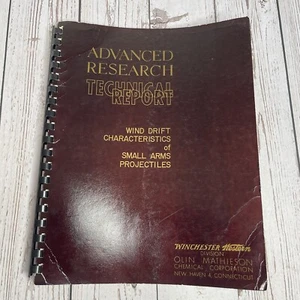 ADVANCED
RESEARCH
TECHNICAL
REPORT
WIND DRIFT
CHARACTERISTICS
of
SMALL ARMS
PROJECTILES
WINCHESTER Western
DIVISION
OLIN MATHIESON
CHEMICAL CORPORATION
NEW HAVEN 4, CONNECTICUT